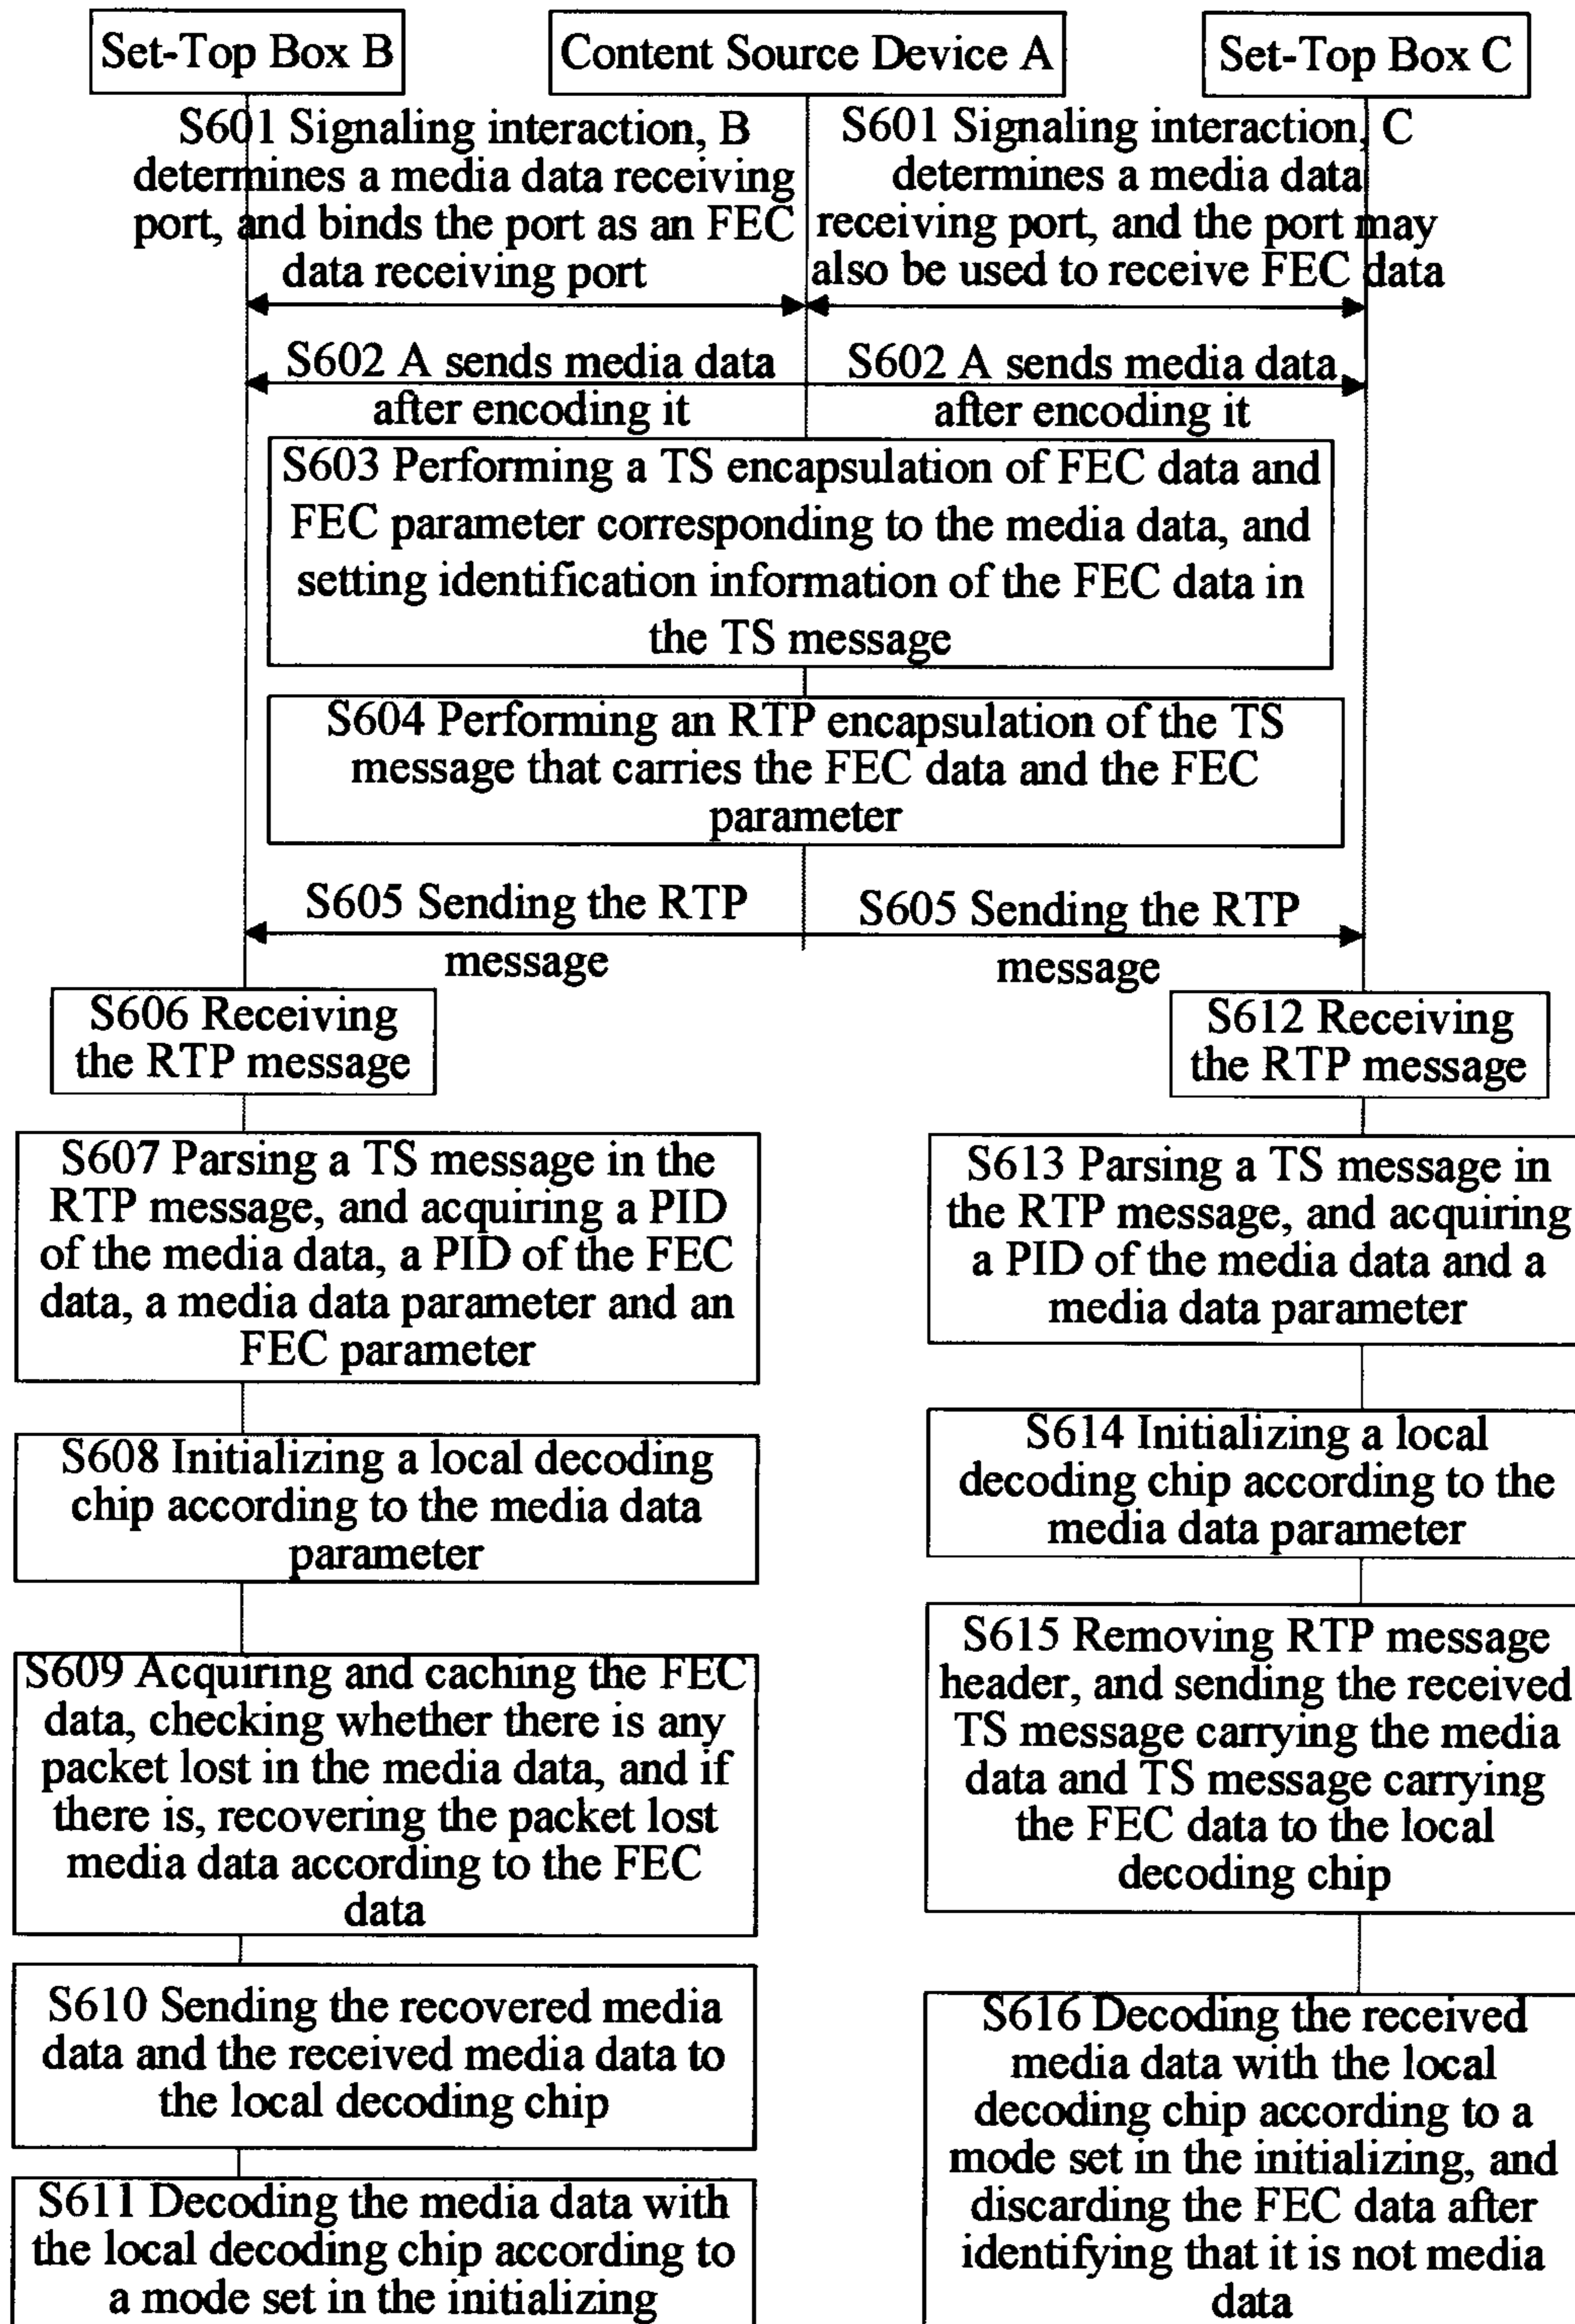 Set-Top Box B
Content Source Device A
Set-Top Box C
S601 Signaling interaction, B
determines a media data receiving
port, and binds the port as an FEC
data receiving port
S601 Signaling interaction, C
determines a media data
receiving port, and the port may
also be used to receive FEC data
S602 A sends media data
after encoding it
S602 A sends media data
after encoding it
S603 Performing a TS encapsulation of FEC data and
FEC parameter corresponding to the media data, and
setting identification information of the FEC data in
the TS message
S604 Performing an RTP encapsulation of the TS
message that carries the FEC data and the FEC
parameter
S605 Sending the RTP
message
S605 Sending the RTP
message
S606 Receiving
the RTP message
S607 Parsing a TS message in the
RTP message, and acquiring a PID
of the media data, a PID of the FEC
data, a media data parameter and an
FEC parameter
S608 Initializing a local decoding
chip according to the media data
parameter
S609 Acquiring and caching the FEC
data, checking whether there is any
packet lost in the media data, and if
there is, recovering the packet lost
media data according to the FEC
data
S610 Sending the recovered media
data and the received media data to
the local decoding chip
S611 Decoding the media data with
the local decoding chip according to
a mode set in the initializing
S612 Receiving
the RTP message
S613 Parsing a TS message in
the RTP message, and acquiring
a PID of the media data and a
media data parameter
S614 Initializing a local
decoding chip according to the
media data parameter
S615 Removing RTP message
header, and sending the received
TS message carrying the media
data and TS message carrying
the FEC data to the local
decoding chip
S616 Decoding the received
media data with the local
decoding chip according to a
mode set in the initializing, and
discarding the FEC data after
identifying that it is not media
data